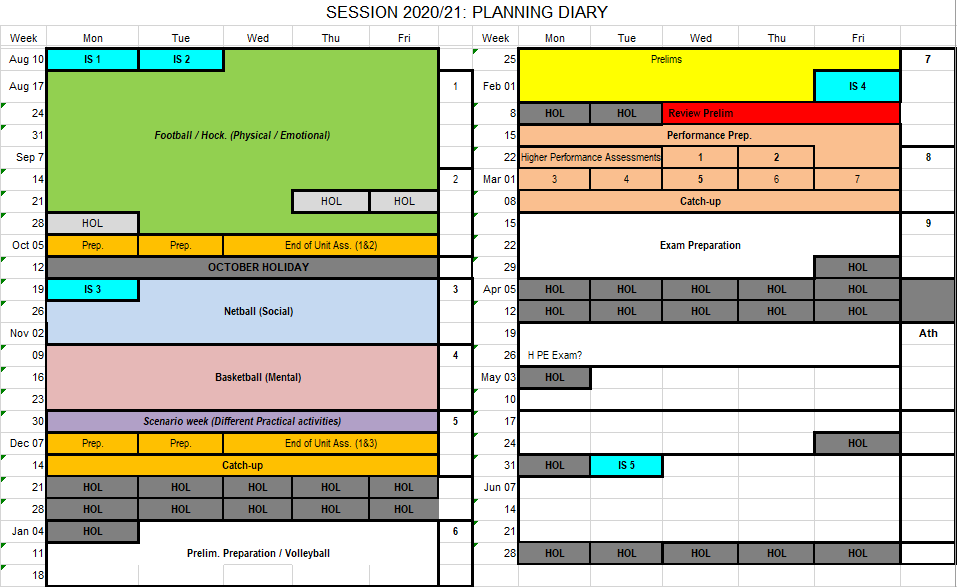 SESSION 2020/21: PLANNING DIARY
Week Mon Tue Wed Thu Fri
Aug 10 IS 1 IS 2
Aug 17 1
24
31 Football / Hock. (Physical / Emotional)
Sep 7
14 2
21 HOL HOL
28 HOL
Oct 05 Prep. Prep. End of Unit Ass. (1&2)
12 OCTOBER HOLIDAY
19 IS 3 3
26 Netball (Social)
Nov 02
09 4
16 Basketball (Mental)
23
30 Scenario week (Different Practical activities) 5
Dec 07 Prep. Prep. End of Unit Ass. (1&3)
14 Catch-up
21 HOL HOL HOL HOL HOL
28 HOL HOL HOL HOL HOL
Jan 04 HOL 6
11 Prelim. Preparation / Volleyball
18
Week Mon Tue Wed Thu Fri
25 Prelims 7
Feb 01 IS 4
8 HOL HOL Review Prelim
15 Performance Prep.
22 Higher Performance Assessments 1 2 8
Mar 01 3 4 5 6 7
08 Catch-up
15 9
22 Exam Preparation
29 HOL
Apr 05 HOL HOL HOL HOL HOL
12 HOL HOL HOL HOL HOL
19 Ath
26 H PE Exam?
May 03 HOL
10
17
24 HOL
31 HOL IS 5
Jun 07
14
21
28 HOL HOL HOL HOL HOL